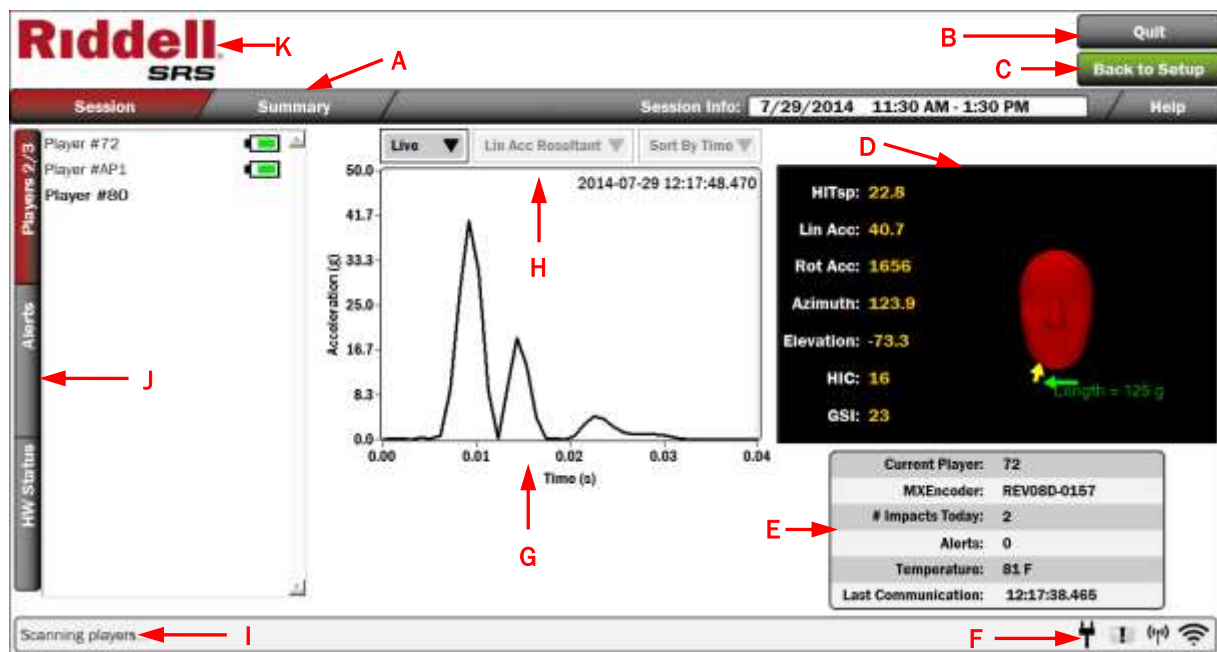 Riddell
SRS
K
A
B
Quit
C
Back to Setup
Session
Summary
Session Info:
7/29/2014 11:30 AM - 1:30 PM
Help
Players 2/3
Alerts
HW Status
Player #72
Player #AP1
Player #80
J
Live
Lin Acc Resultant
Sort By Time
2014-07-29 12:17:48.470
H
Acceleration (g)
50.0
41.7
33.3
25.0
16.7
8.3
0.0
0.00
0.01
0.02
0.03
0.04
Time (s)
G
D
HITsp: 22.8
Lin Acc: 40.7
Rot Acc: 1656
Azimuth: 123.9
Elevation: -73.3
HIC: 16
GSI: 23
Length = 125 g
E
Current Player: 72
MXEncoder: REV08D-0157
# Impacts Today: 2
Alerts: 0
Temperature: 81 F
Last Communication: 12:17:38.465
Scanning players
I
F